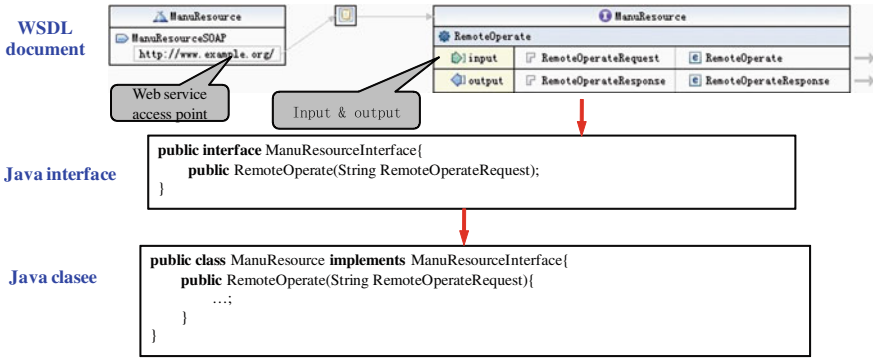 WSDL
document
ManuResource
ManuResourceSOAP
http://www.example.org/
Web service
access point
ManuResource
RemoteOperate
input RemoteOperateRequest RemoteOperate
output RemoteOperateResponse RemoteOperateResponse
Input & output
Java interface
public interface ManuResourceInterface{
public RemoteOperate(String RemoteOperateRequest);
}
Java clasee
public class ManuResource implements ManuResourceInterface{
public RemoteOperate(String RemoteOperateRequest){
…;
}
}